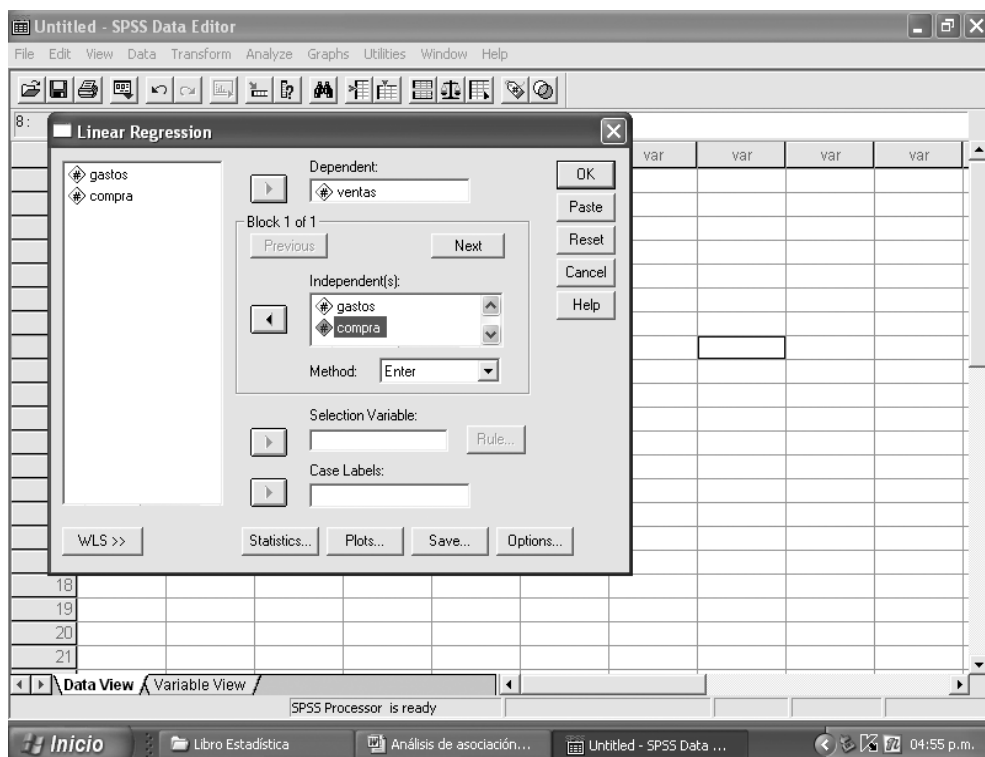 Untitled - SPSS Data Editor
File Edit View Data Transform Analyze Graphs Utilities Window Help
8:
Linear Regression
var var var var
gastos
compra
Dependent:
ventas
Block 1 of 1
Previous Next
Independent(s):
gastos
compra
Method: Enter
Selection Variable:
Rule...
Case Labels:
WLS >> Statistics... Plots... Save... Options...
OK
Paste
Reset
Cancel
Help
18
19
20
21
Data View Variable View
SPSS Processor is ready
Inicio Libro Estadística Análisis de asociación... Untitled - SPSS Data ... 04:55 p.m.